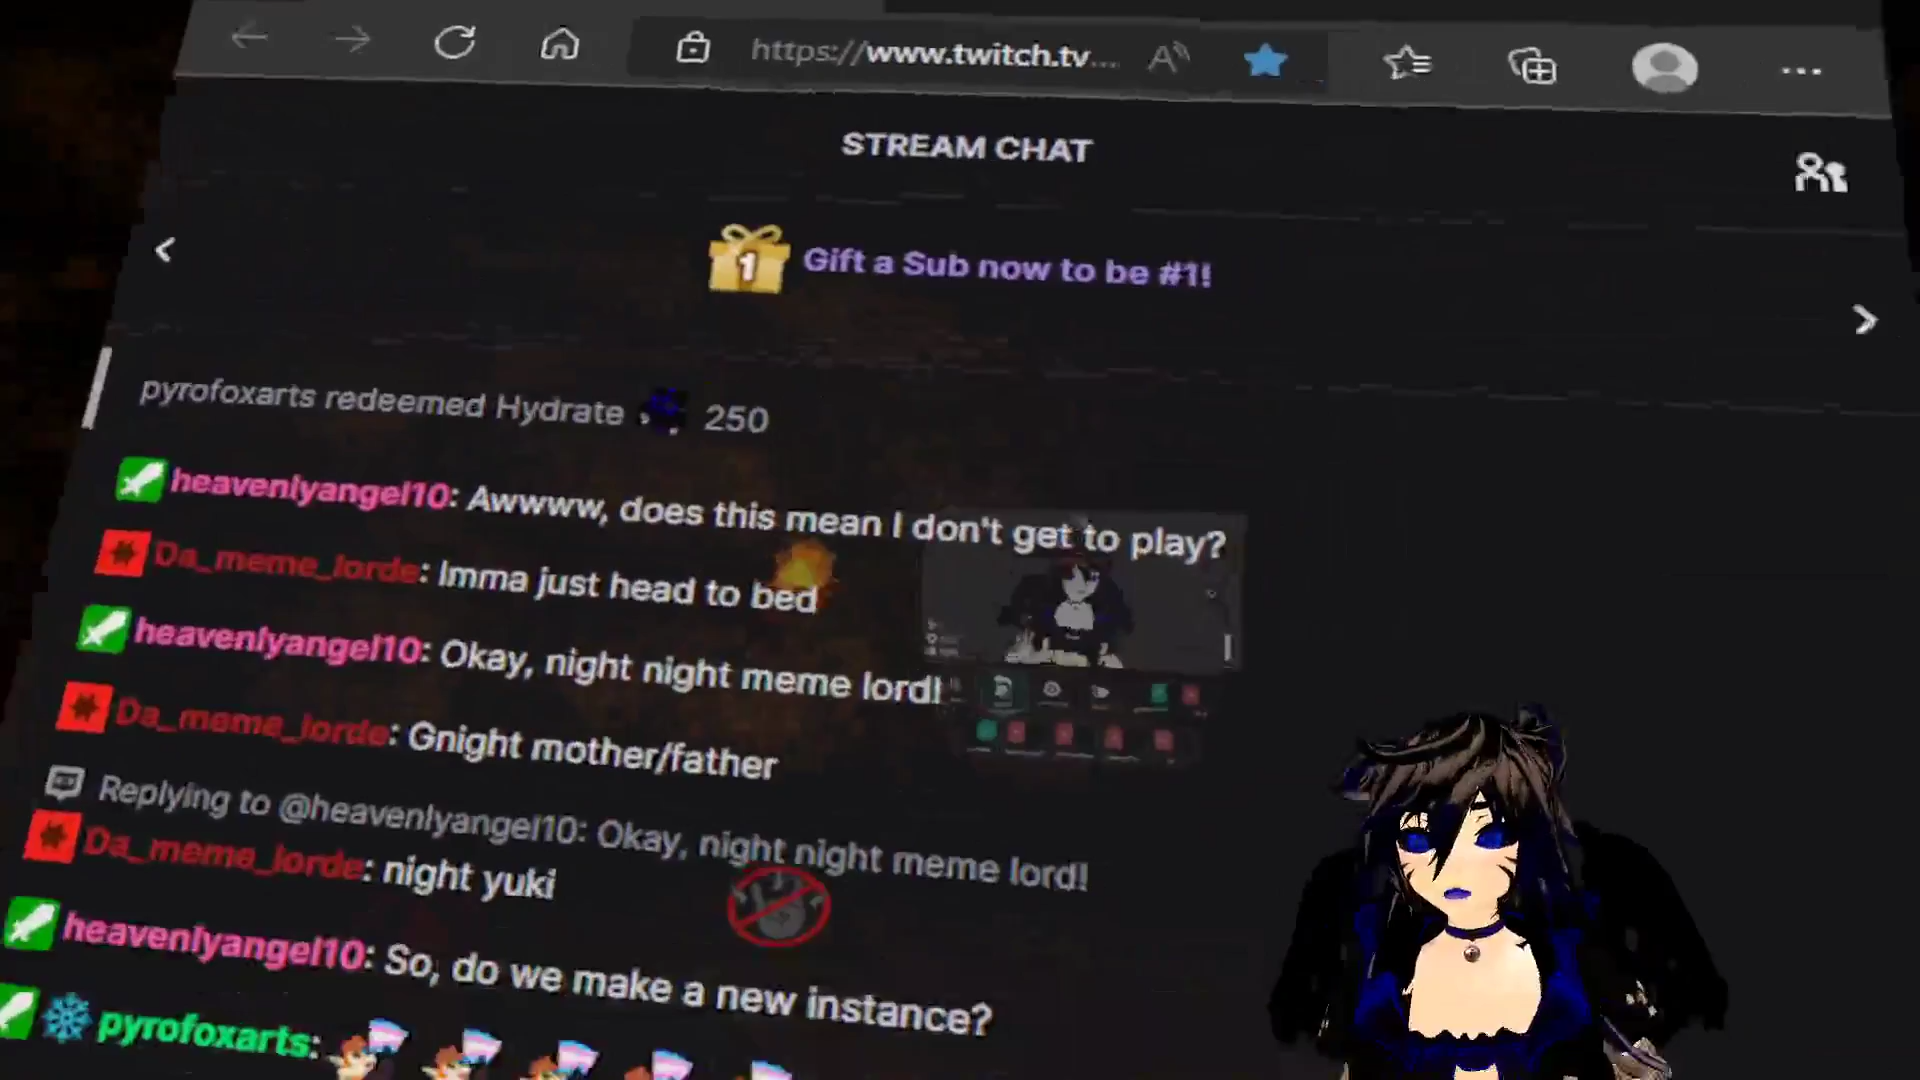 https://www.twitch.tv...
STREAM CHAT
1 Gift a Sub now to be #1!
pyrofoxarts redeemed Hydrate 250
heavenlyangel10: Awwww, does this mean I don't get to play?
Da_meme_lorde: Imma just head to bed
heavenlyangel10: Okay, night night meme lord!
Da_meme_lorde: Gnight mother/father
Replying to @heavenlyangel10: Okay, night night meme lord!
Da_meme_lorde: night yuki
heavenlyangel10: So, do we make a new instance?
pyrofoxarts: